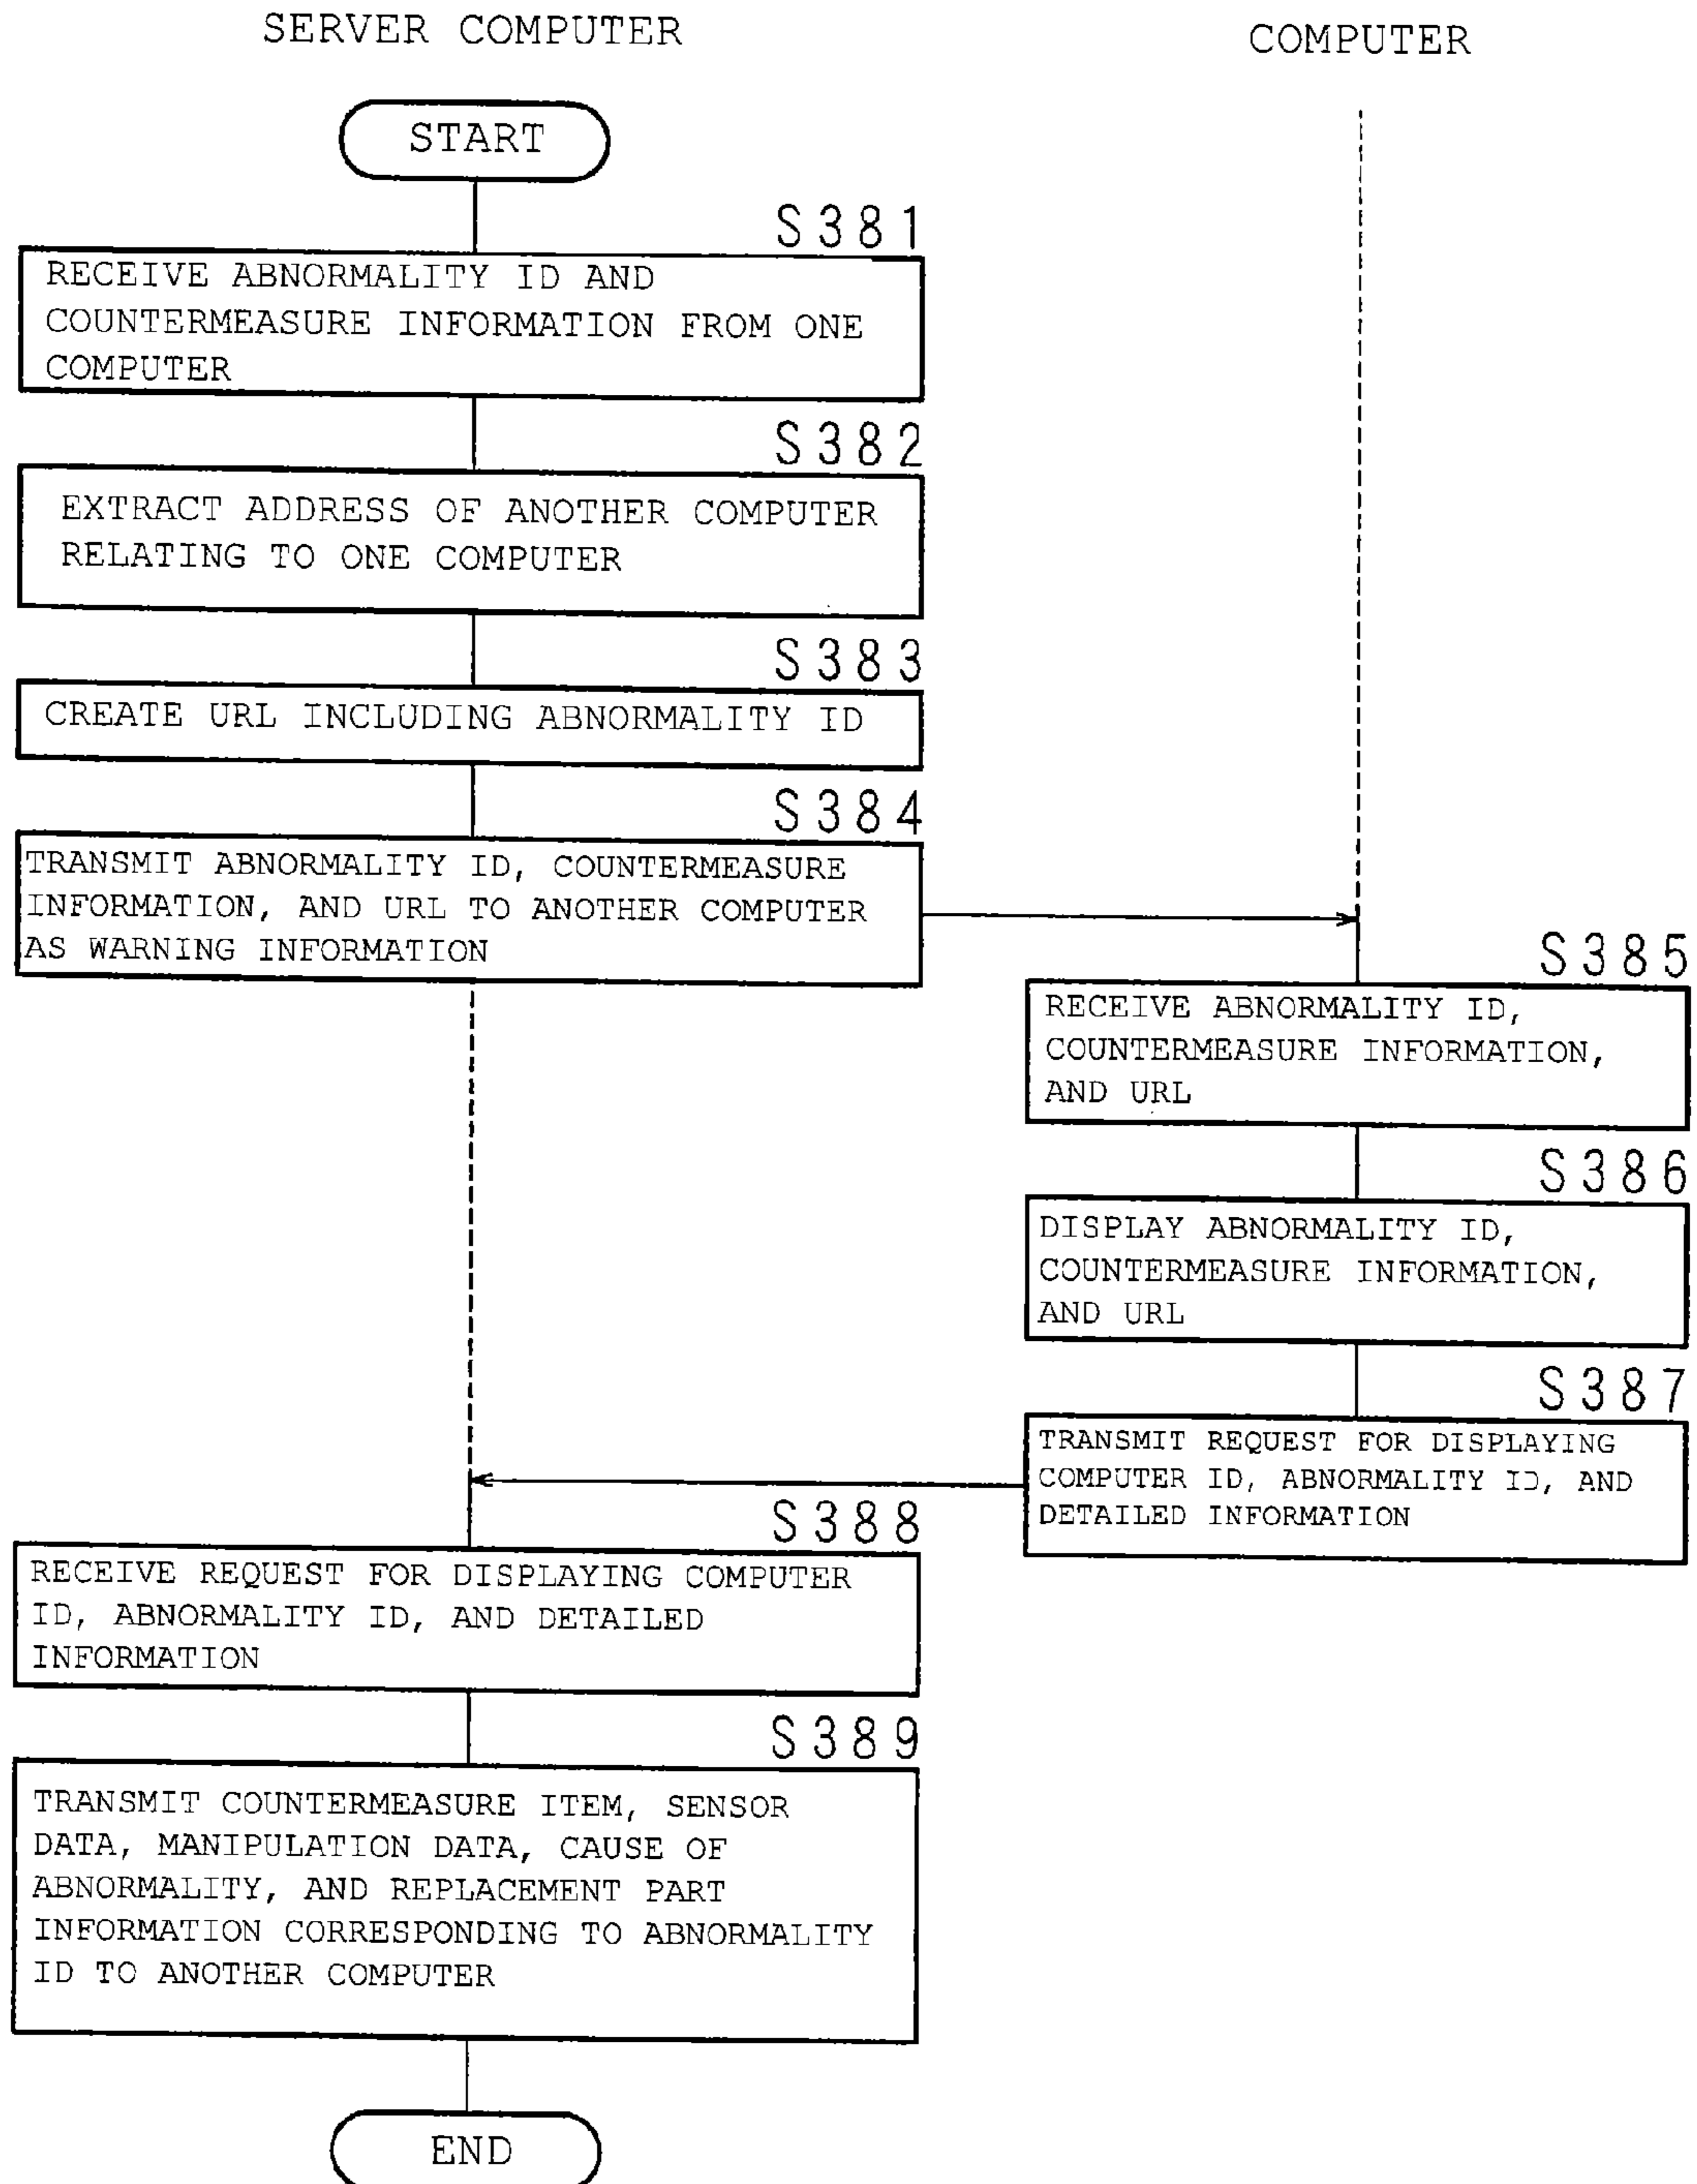 SERVER COMPUTER
COMPUTER
START
S381
RECEIVE ABNORMALITY ID AND
COUNTERMEASURE INFORMATION FROM ONE
COMPUTER
S382
EXTRACT ADDRESS OF ANOTHER COMPUTER
RELATING TO ONE COMPUTER
S383
CREATE URL INCLUDING ABNORMALITY ID
S384
TRANSMIT ABNORMALITY ID, COUNTERMEASURE
INFORMATION, AND URL TO ANOTHER COMPUTER
AS WARNING INFORMATION
S385
RECEIVE ABNORMALITY ID,
COUNTERMEASURE INFORMATION,
AND URL
S386
DISPLAY ABNORMALITY ID,
COUNTERMEASURE INFORMATION,
AND URL
S387
TRANSMIT REQUEST FOR DISPLAYING
COMPUTER ID, ABNORMALITY ID, AND
DETAILED INFORMATION
S388
RECEIVE REQUEST FOR DISPLAYING COMPUTER
ID, ABNORMALITY ID, AND DETAILED
INFORMATION
S389
TRANSMIT COUNTERMEASURE ITEM, SENSOR
DATA, MANIPULATION DATA, CAUSE OF
ABNORMALITY, AND REPLACEMENT PART
INFORMATION CORRESPONDING TO ABNORMALITY
ID TO ANOTHER COMPUTER
END